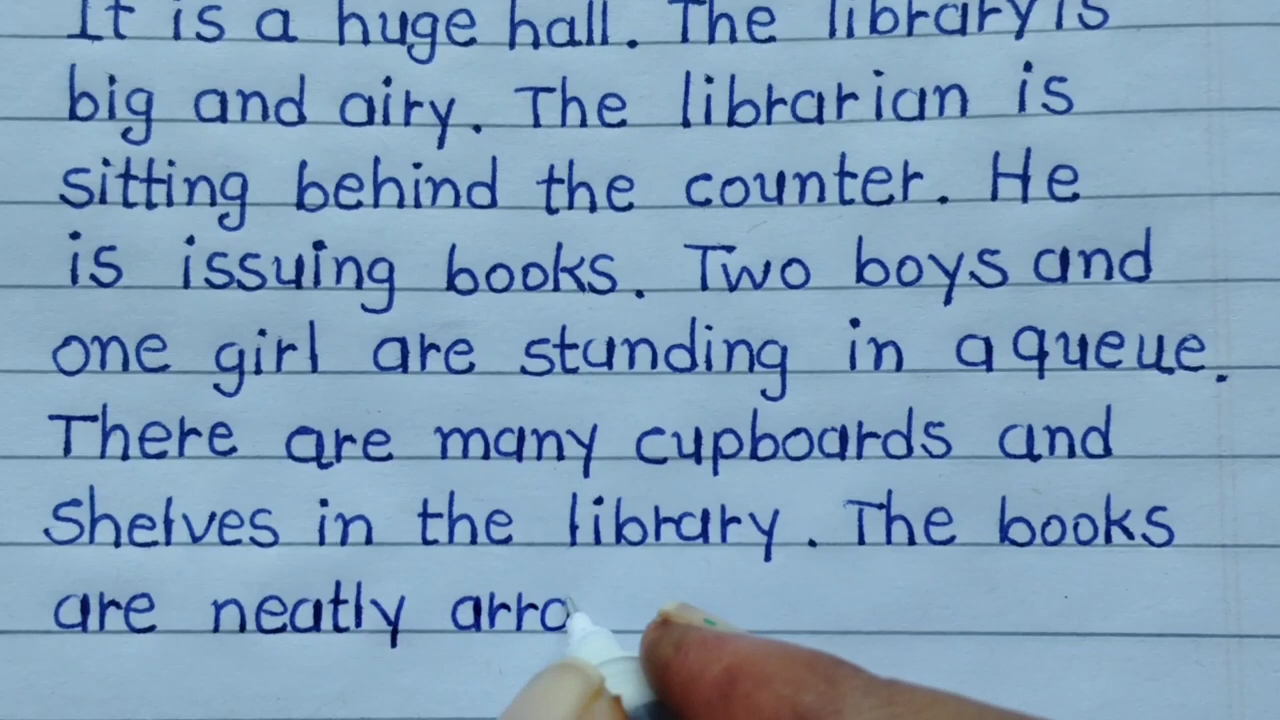 It is a huge hall. The library is
big and airy. The librarian is
sitting behind the counter. He
is issuing books. Two boys and
one girl are standing in a queue.
There are many cupboards and
shelves in the library. The books
are neatly arra